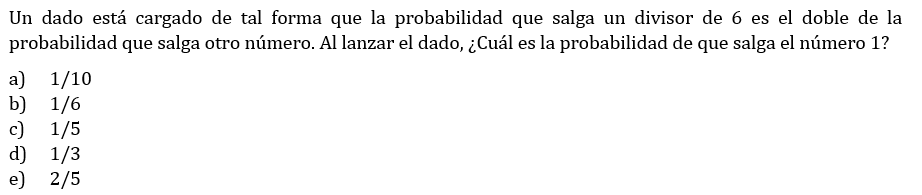 Un dado está cargado de tal forma que la probabilidad que salga un divisor de 6 es el doble de la
probabilidad que salga otro número. Al lanzar el dado, ¿Cuál es la probabilidad de que salga el número 1?
a) 1/10
b) 1/6
c) 1/5
d) 1/3
e) 2/5